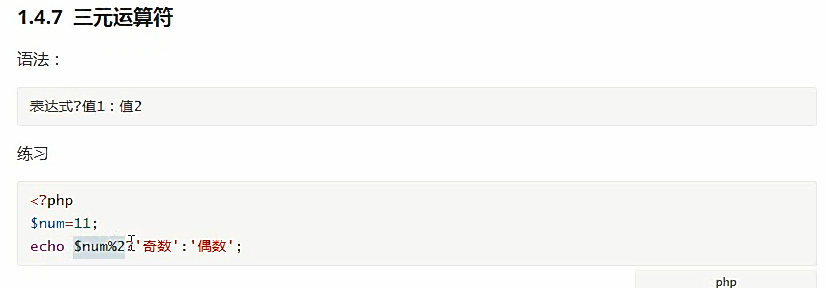 1.4.7 三元运算符
语法：
表达式?值1：值2
练习
<?php
$num=11;
echo $num%2?'奇数':'偶数';
php